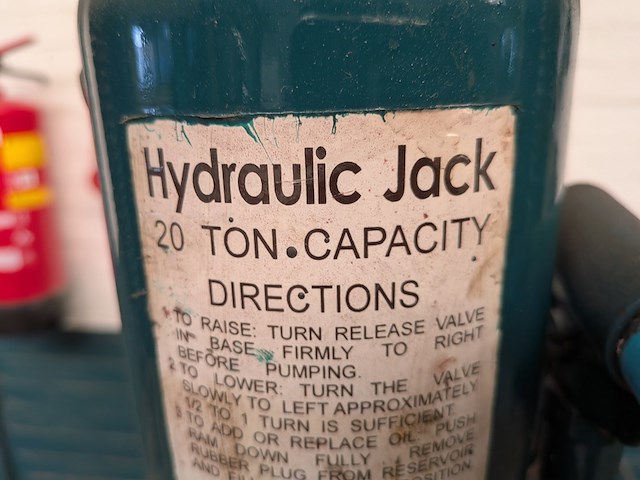 Hydraulic Jack
20 TON CAPACITY
DIRECTIONS
1 TO RAISE: TURN RELEASE VALVE
IN BASE FIRMLY TO RIGHT
BEFORE PUMPING.
2 TO LOWER: TURN THE VALVE
SLOWLY TO LEFT APPROXIMATELY
1/2 TO 1 TURN IS SUFFICIENT.
3 TO ADD OR REPLACE OIL: PUSH
RAM DOWN FULLY REMOVE
RUBBER PLUG FROM RESERVOIR
AND POSITION